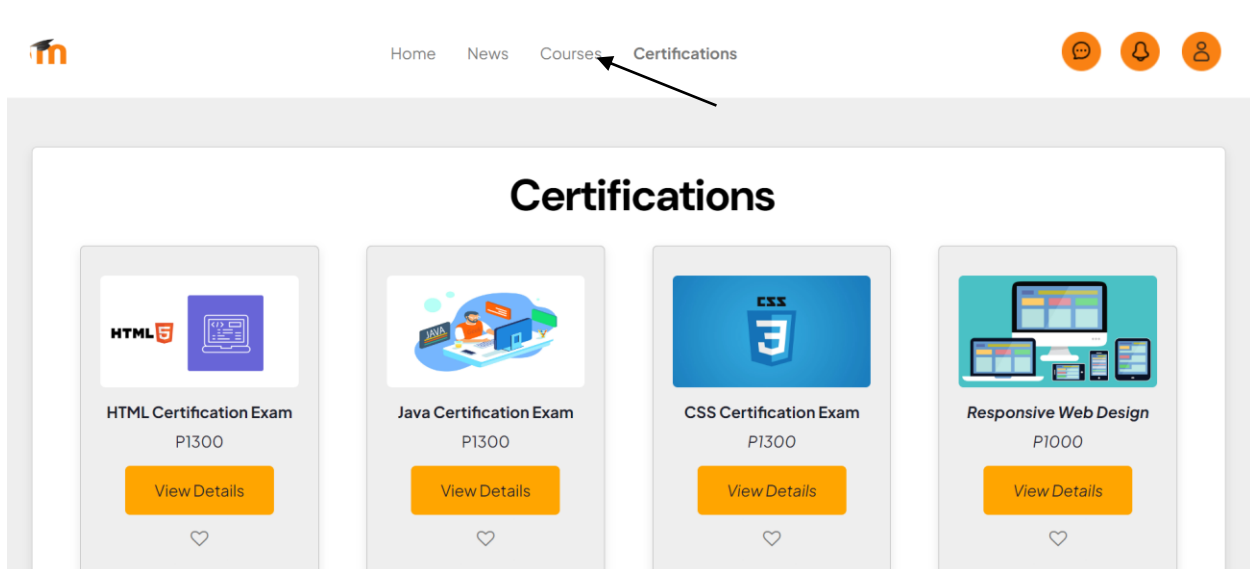 Home News Courses Certifications
Certifications
HTML
JAVA
CSS
HTML Certification Exam Java Certification Exam CSS Certification Exam Responsive Web Design
P1300 P1300 P1300 P1000
View Details View Details View Details View Details